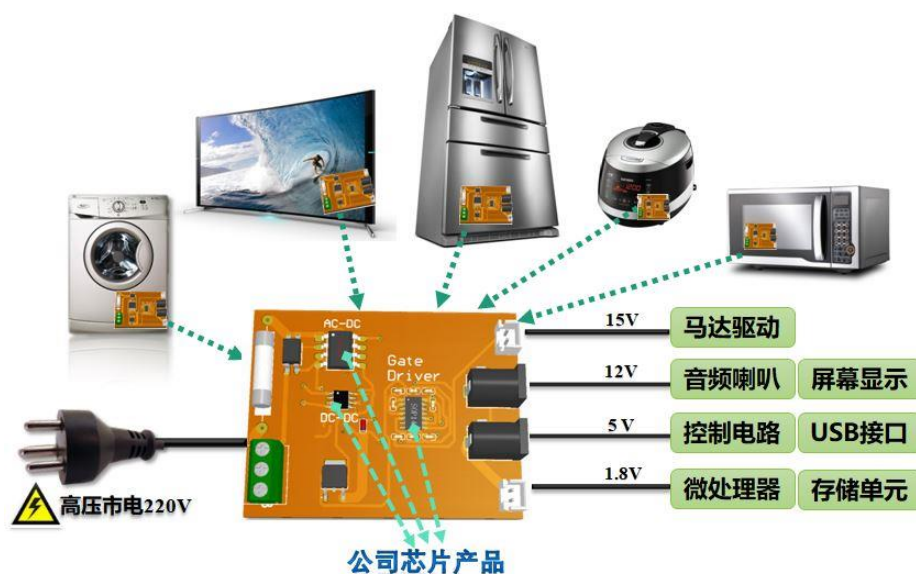 15V
马达驱动
AC-DC
Gate
Driver
12V
音频喇叭
屏幕显示
DC-DC
5V
控制电路
USB接口
1.8V
微处理器
存储单元
高压市电220V
公司芯片产品